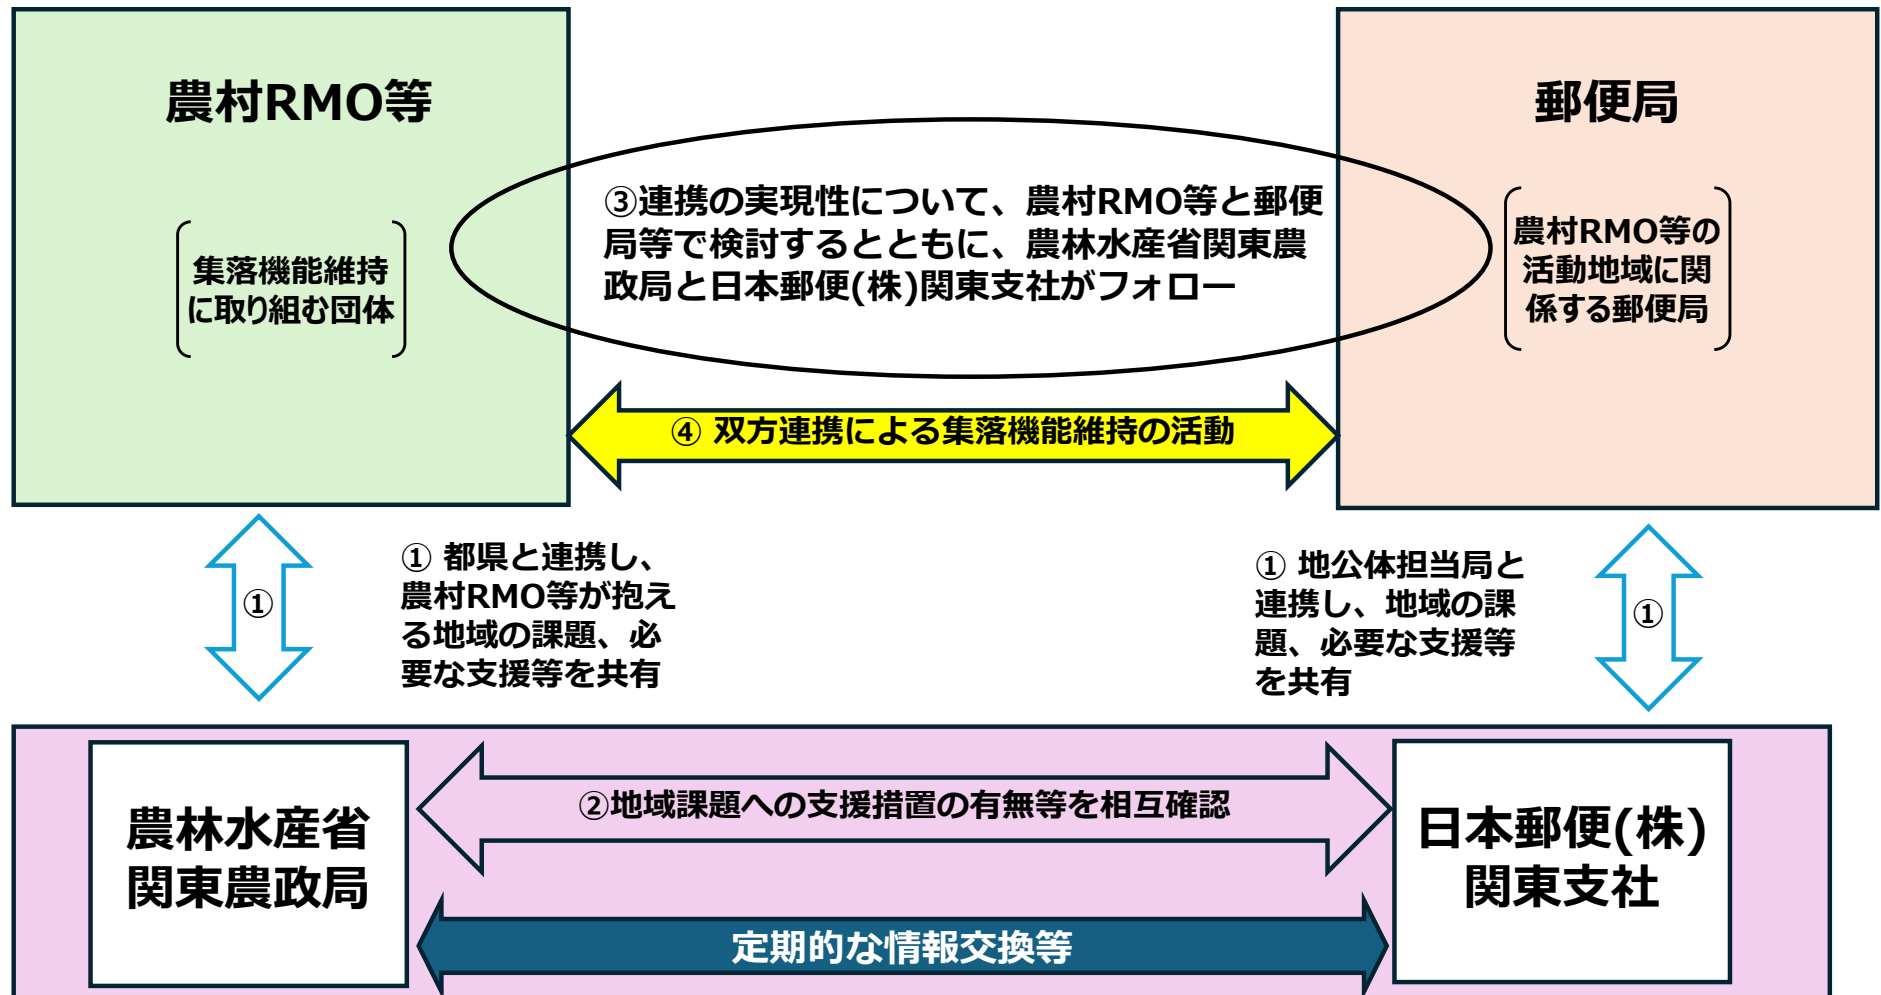 農村RMO等
集落機能維持
に取り組む団体
③連携の実現性について、農村RMO等と郵便
局等で検討するとともに、農林水産省関東農
政局と日本郵便(株)関東支社がフォロー
郵便局
農村RMO等の
活動地域に関
係する郵便局
④ 双方連携による集落機能維持の活動
①
① 都県と連携し、
農村RMO等が抱え
る地域の課題、必
要な支援等を共有
① 地公体担当局と
連携し、地域の課
題、必要な支援等
を共有
①
農林水産省
関東農政局
②地域課題への支援措置の有無等を相互確認
定期的な情報交換等
日本郵便(株)
関東支社